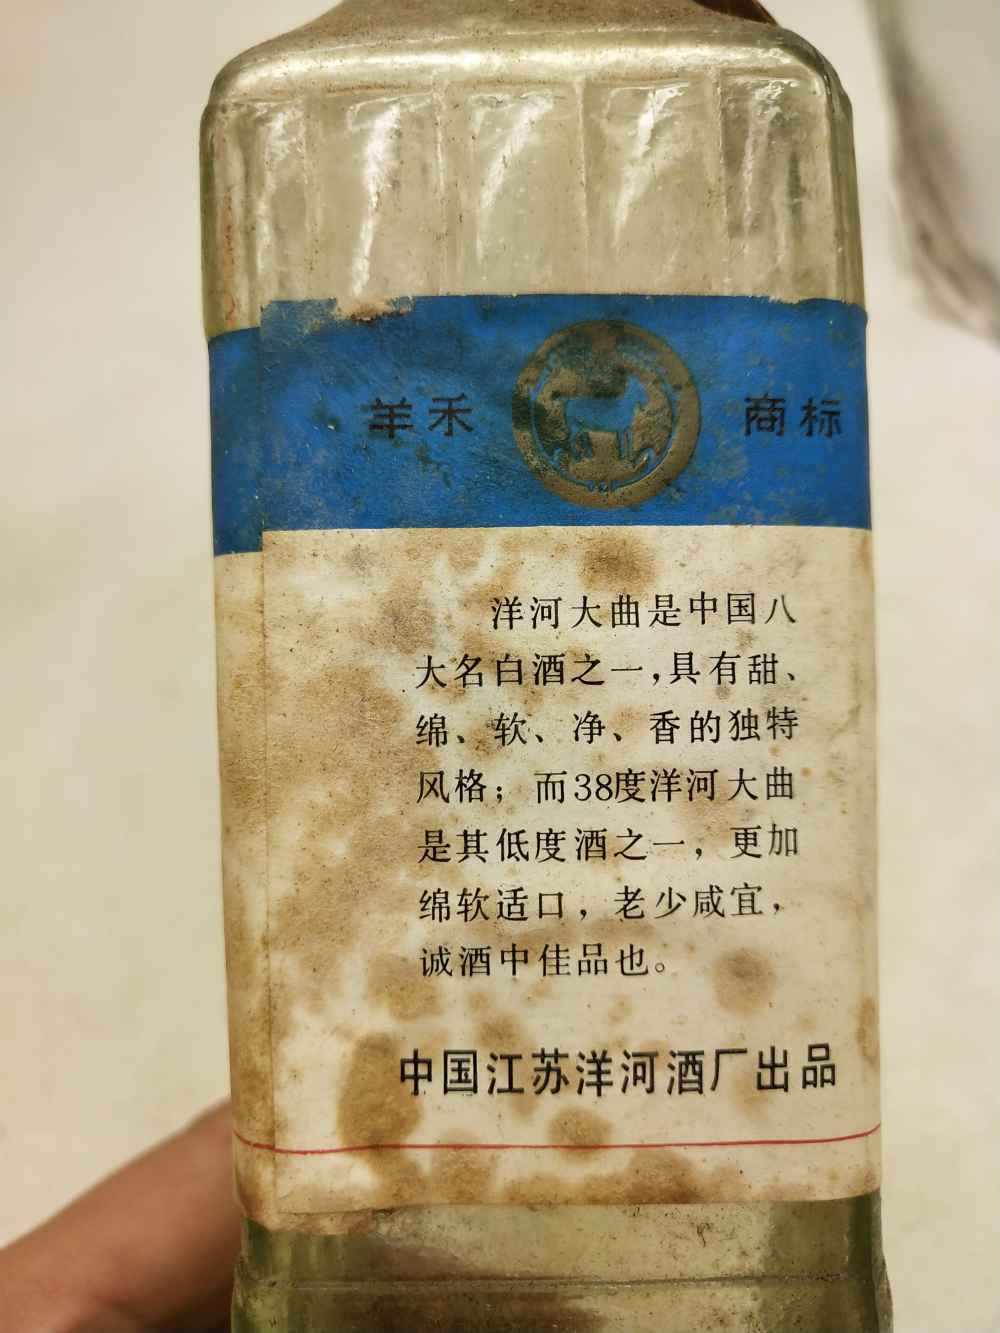 羊禾 商标
洋河大曲是中国八
大名白酒之一，具有甜、
绵、软、净、香的独特
风格；而38度洋河大曲
是其低度酒之一，更加
绵软适口，老少咸宜，
诚酒中佳品也。
中国江苏洋河酒厂出品